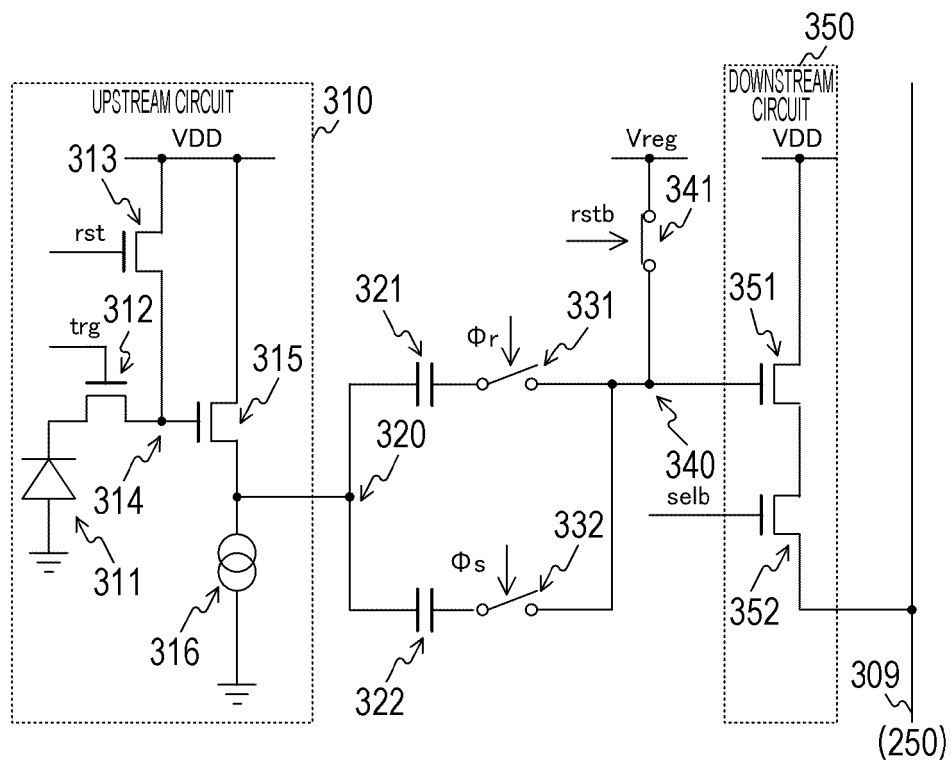 350
UPSTREAM CIRCUIT
310
DOWNSTREAM
CIRCUIT
VDD
Vreg
VDD
313
341
rst
rstb
312
321
331
351
trg
Φr
315
320
340
314
selb
332
Φs
311
352
316
322
309
(250)